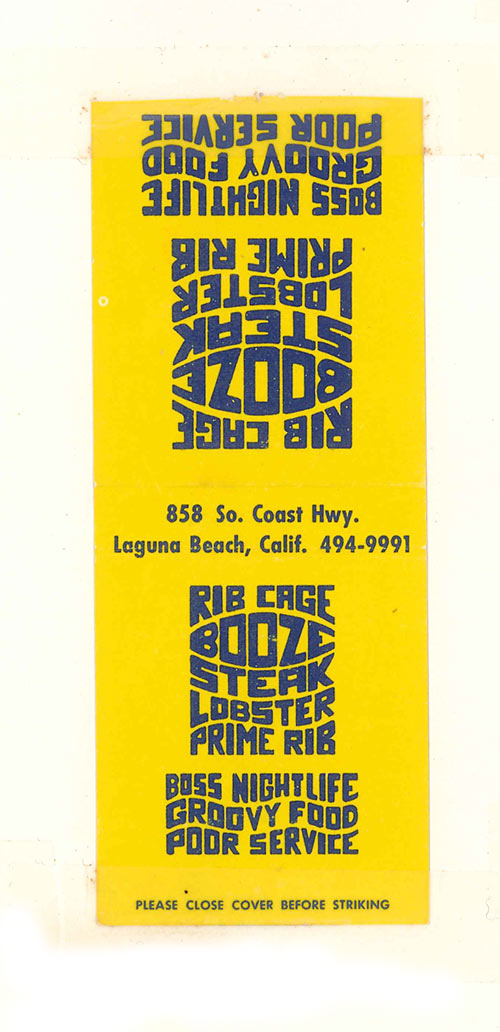 POOR SERVICE
GROOVY FOOD
BOSS NIGHTLIFE
PRIME RIB
LOBSTER
STEAK
BOOZE
RIB CAGE
858 So. Coast Hwy.
Laguna Beach, Calif. 494-9991
RIB CAGE
BOOZE
STEAK
LOBSTER
PRIME RIB
BOSS NIGHTLIFE
GROOVY FOOD
POOR SERVICE
PLEASE CLOSE COVER BEFORE STRIKING